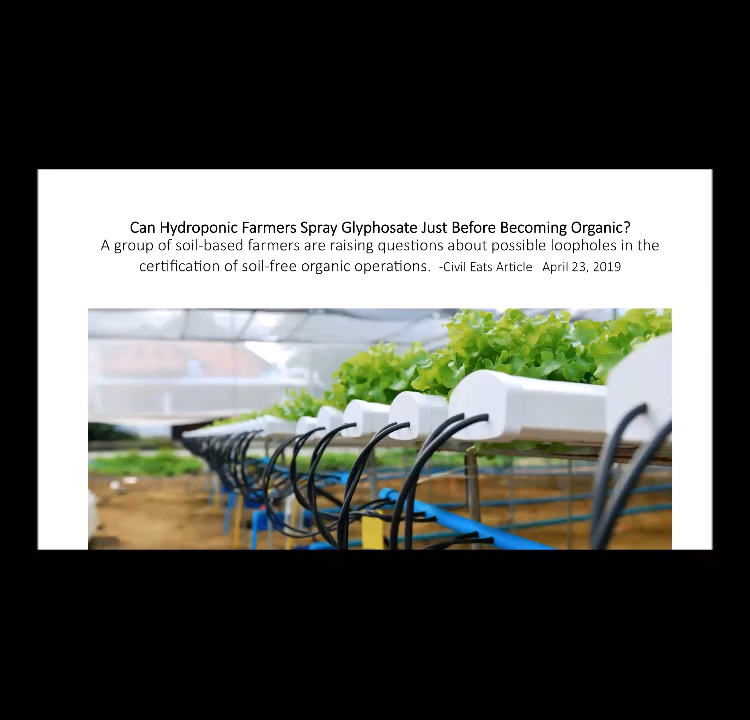 Can Hydroponic Farmers Spray Glyphosate Just Before Becoming Organic?
A group of soil-based farmers are raising questions about possible loopholes in the
certification of soil-free organic operations.  -Civil Eats Article   April 23, 2019